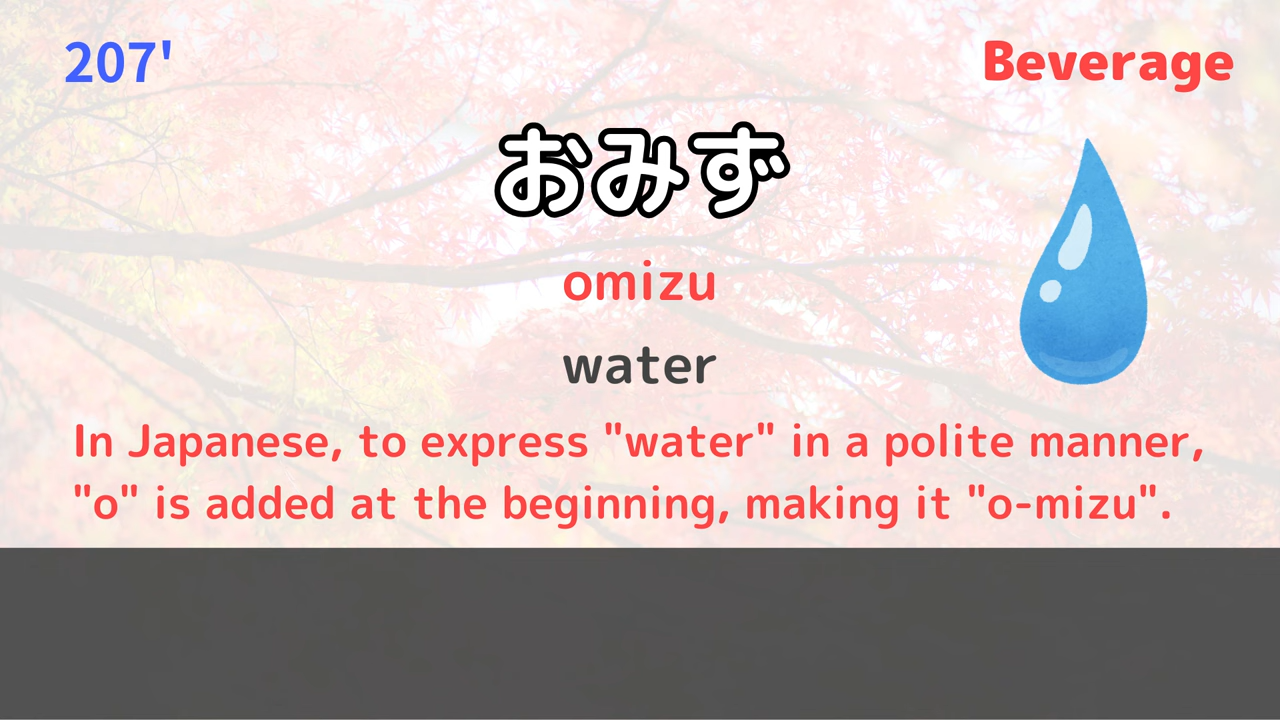 207'
Beverage
おみず
omizu
water
In Japanese, to express "water" in a polite manner,
"o" is added at the beginning, making it "o-mizu".